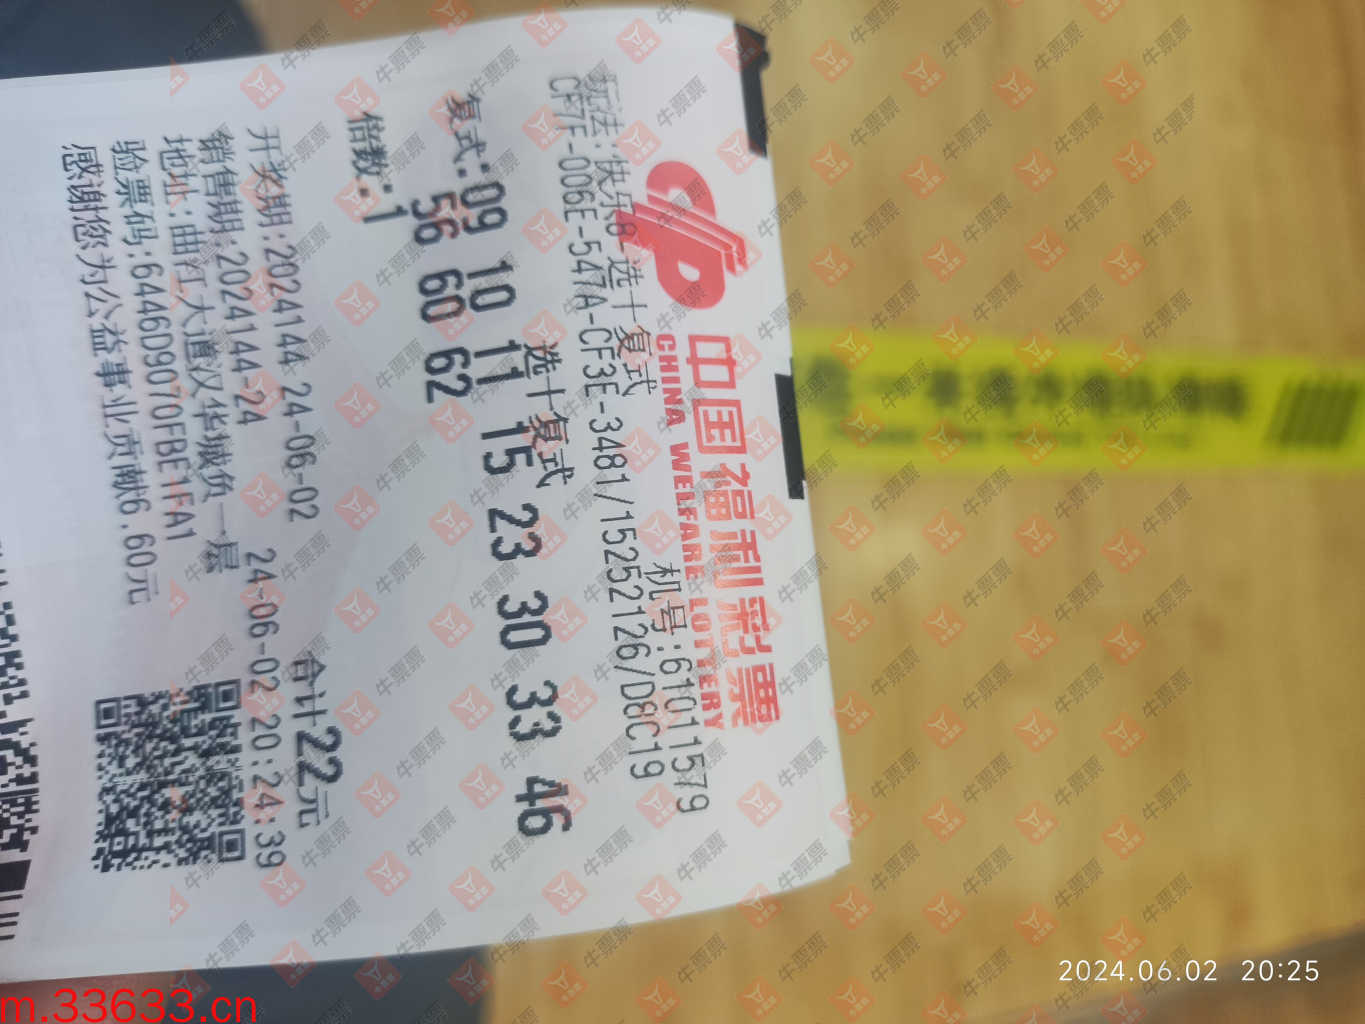 中国福利彩票
CHINA WELFARE LOTTERY
机号:61011579
玩法:快乐8-选十复式
CF7F-006E-547A-CF3E-3481/15252126/D8C19
选十复式
复式:09 10 11 15 23 30 33 46
56 60 62
倍数:1
合计22元
开奖期:2024144 24-06-02 24-06-02 20:24:39
销售期:2024144-24
地址:曲江大道汉华城负一层
验票码:6446D9070FBE1FA1
感谢您为公益事业贡献6.60元
牛票票
2024.06.02 20:25
m.33633.cn